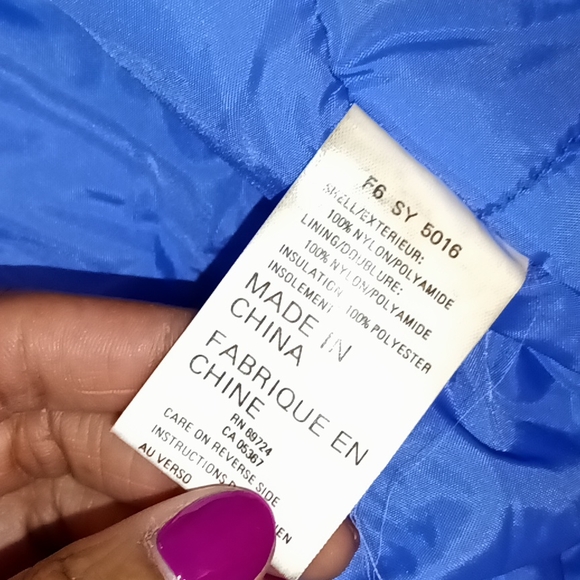 F6 SY 5016
SHELL/EXTERIEUR:
100% NYLON/POLYAMIDE
LINING/DOUBLURE:
100% NYLON/POLYAMIDE
INSULATION 100% POLYESTER
INSOLEMENT
MADE IN
CHINA
FABRIQUE EN
CHINE
RN 69724
CA 05367
CARE ON REVERSE SIDE
INSTRUCTIONS
AU VERSO